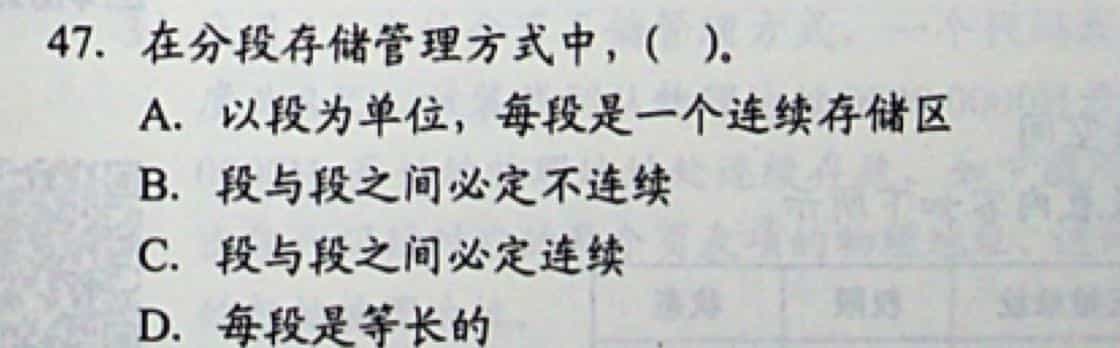 47. 在分段存储管理方式中，（ ）。
A. 以段为单位，每段是一个连续存储区
B. 段与段之间必定不连续
C. 段与段之间必定连续
D. 每段是等长的